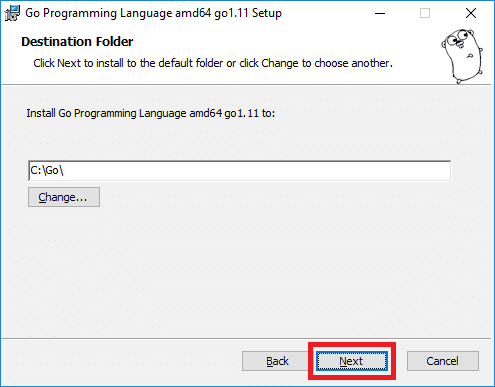 Go Programming Language amd64 go1.11 Setup
Destination Folder
Click Next to install to the default folder or click Change to choose another.
Install Go Programming Language amd64 go1.11 to:
C:\Go\
Change...
Back
Next
Cancel